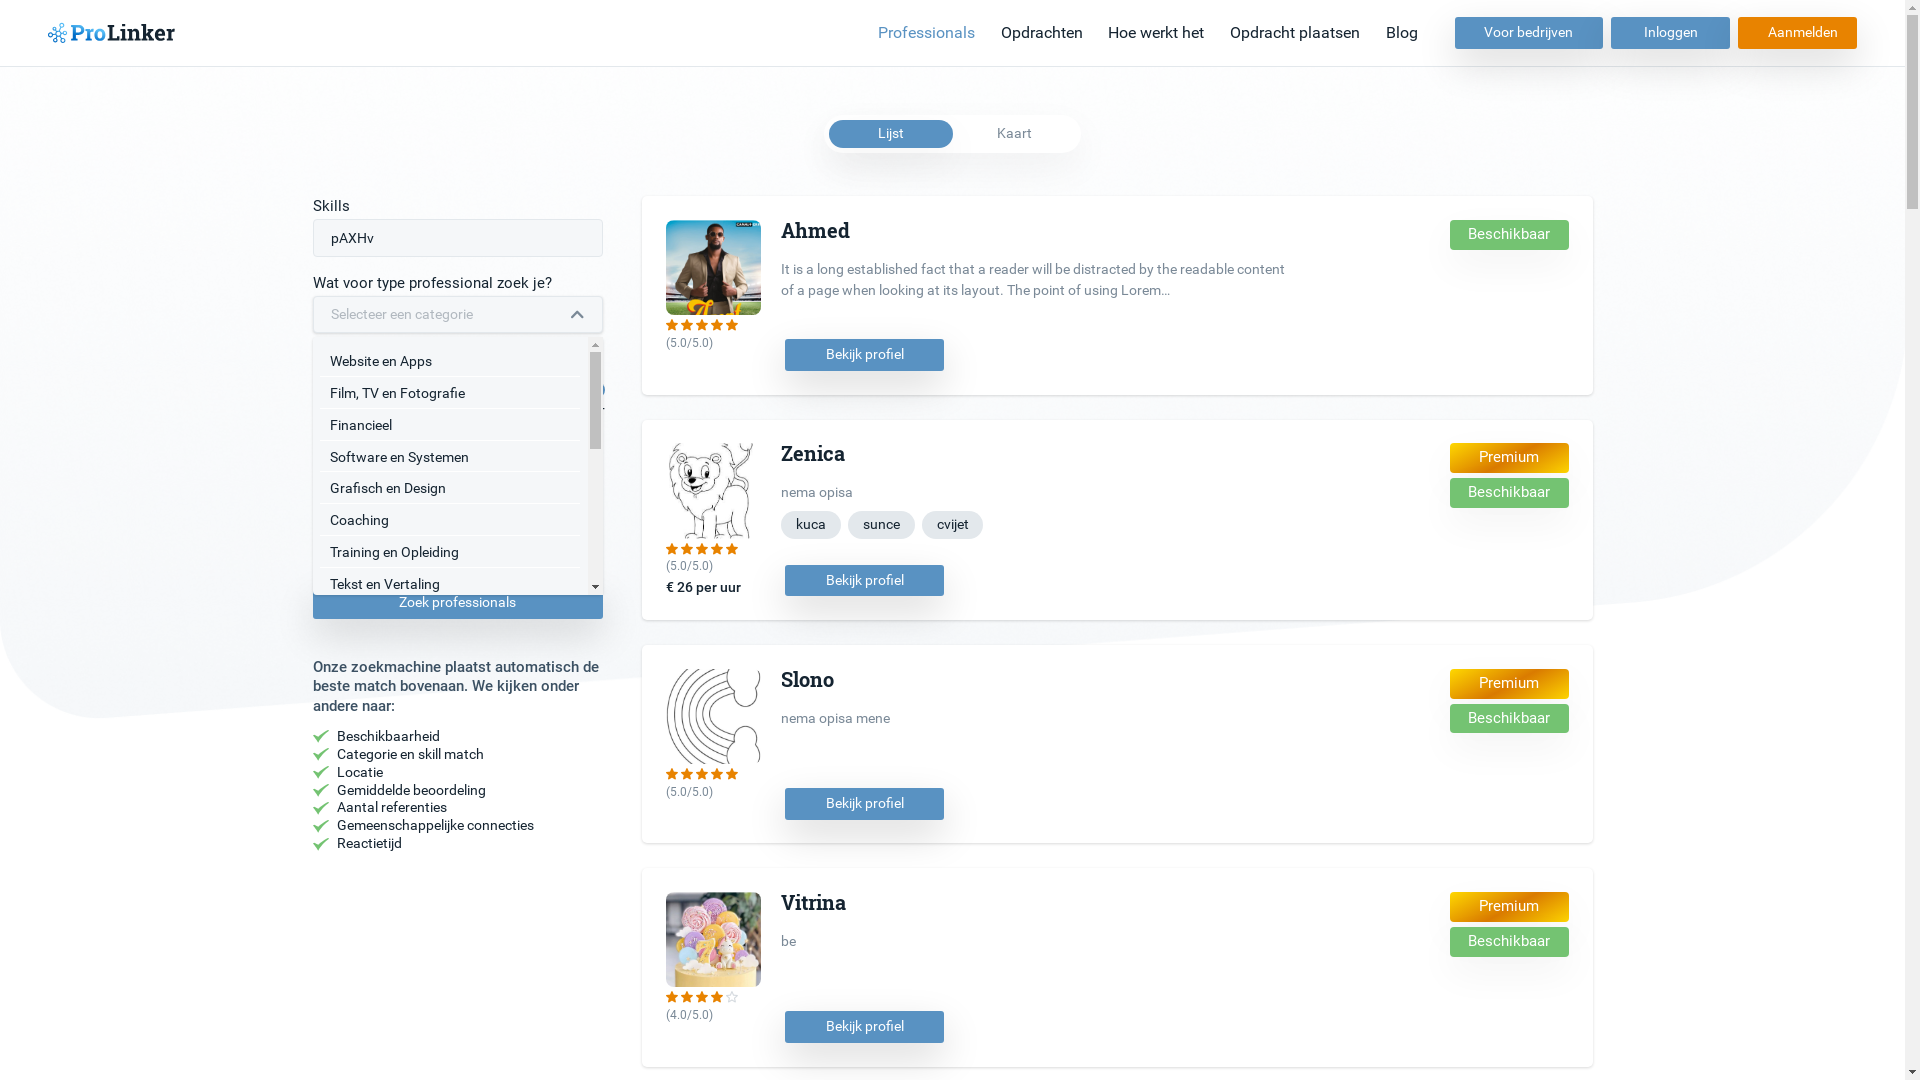 ProLinker
Professionals
Opdrachten
Hoe werkt het
Opdracht plaatsen
Blog
Voor bedrijven
Inloggen
Aanmelden
Lijst
Kaart
Skills
pAXHv
Wat voor type professional zoek je?
Selecteer een categorie
Website en Apps
Film, TV en Fotografie
Financieel
Software en Systemen
Grafisch en Design
Coaching
Training en Opleiding
Tekst en Vertaling
Zoek professionals
Onze zoekmachine plaatst automatisch de
beste match bovenaan. We kijken onder
andere naar:
Beschikbaarheid
Categorie en skill match
Locatie
Gemiddelde beoordeling
Aantal referenties
Gemeenschappelijke connecties
Reactietijd
Ahmed
Beschikbaar
It is a long established fact that a reader will be distracted by the readable content
of a page when looking at its layout. The point of using Lorem...
(5.0/5.0)
Bekijk profiel
Zenica
Premium
Beschikbaar
nema opisa
kuca
sunce
cvijet
(5.0/5.0)
€ 26 per uur
Bekijk profiel
Slono
Premium
Beschikbaar
nema opisa mene
(5.0/5.0)
Bekijk profiel
Vitrina
Premium
Beschikbaar
be
(4.0/5.0)
Bekijk profiel